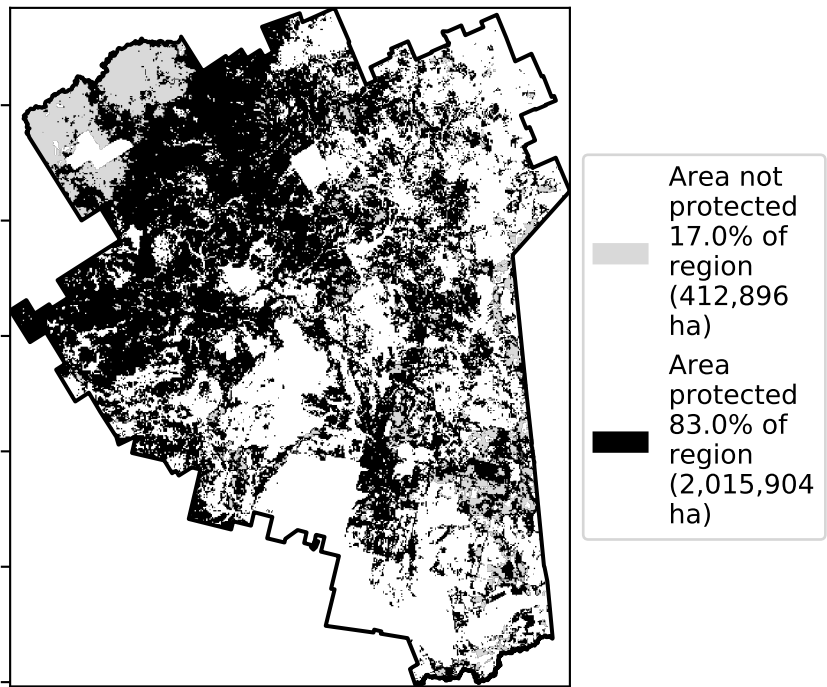 Area not
protected
17.0% of
region
(412,896
ha)
Area
protected
83.0% of
region
(2,015,904
ha)